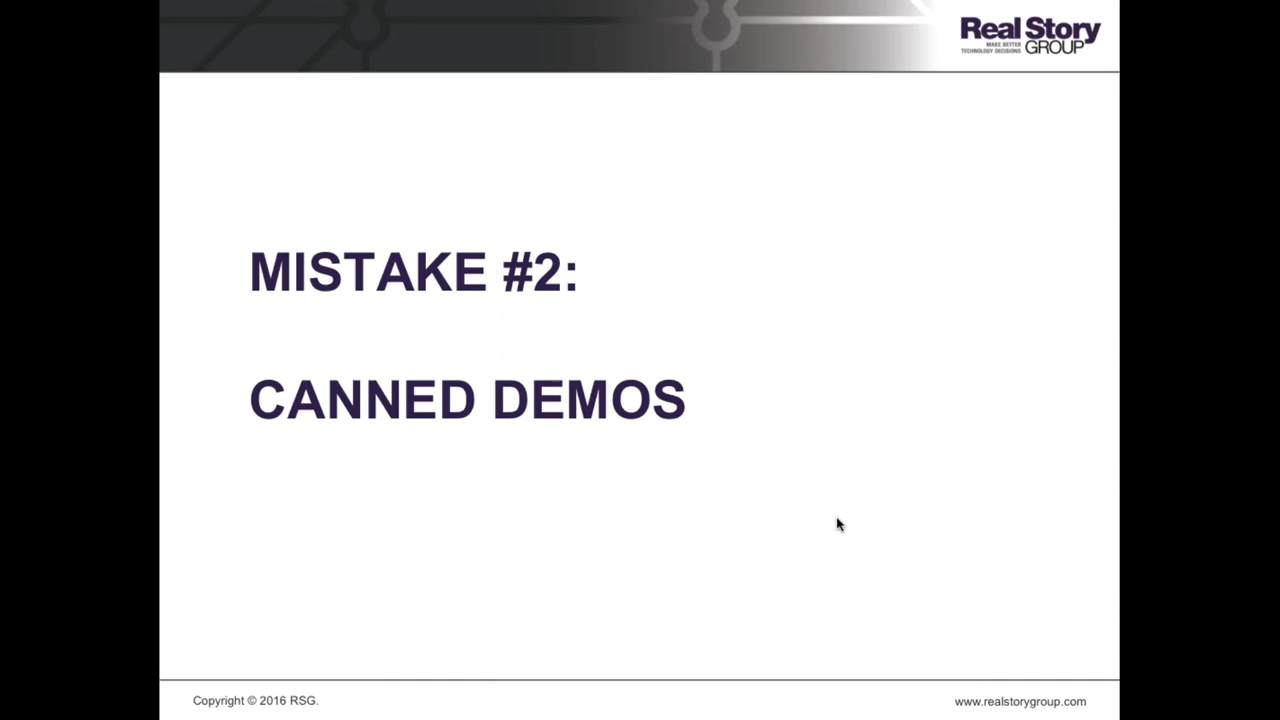 Real Story
MAKE BETTER
TECHNOLOGY DECISIONS
GROUP
MISTAKE #2:
CANNED DEMOS
Copyright © 2016 RSG.
www.realstorygroup.com